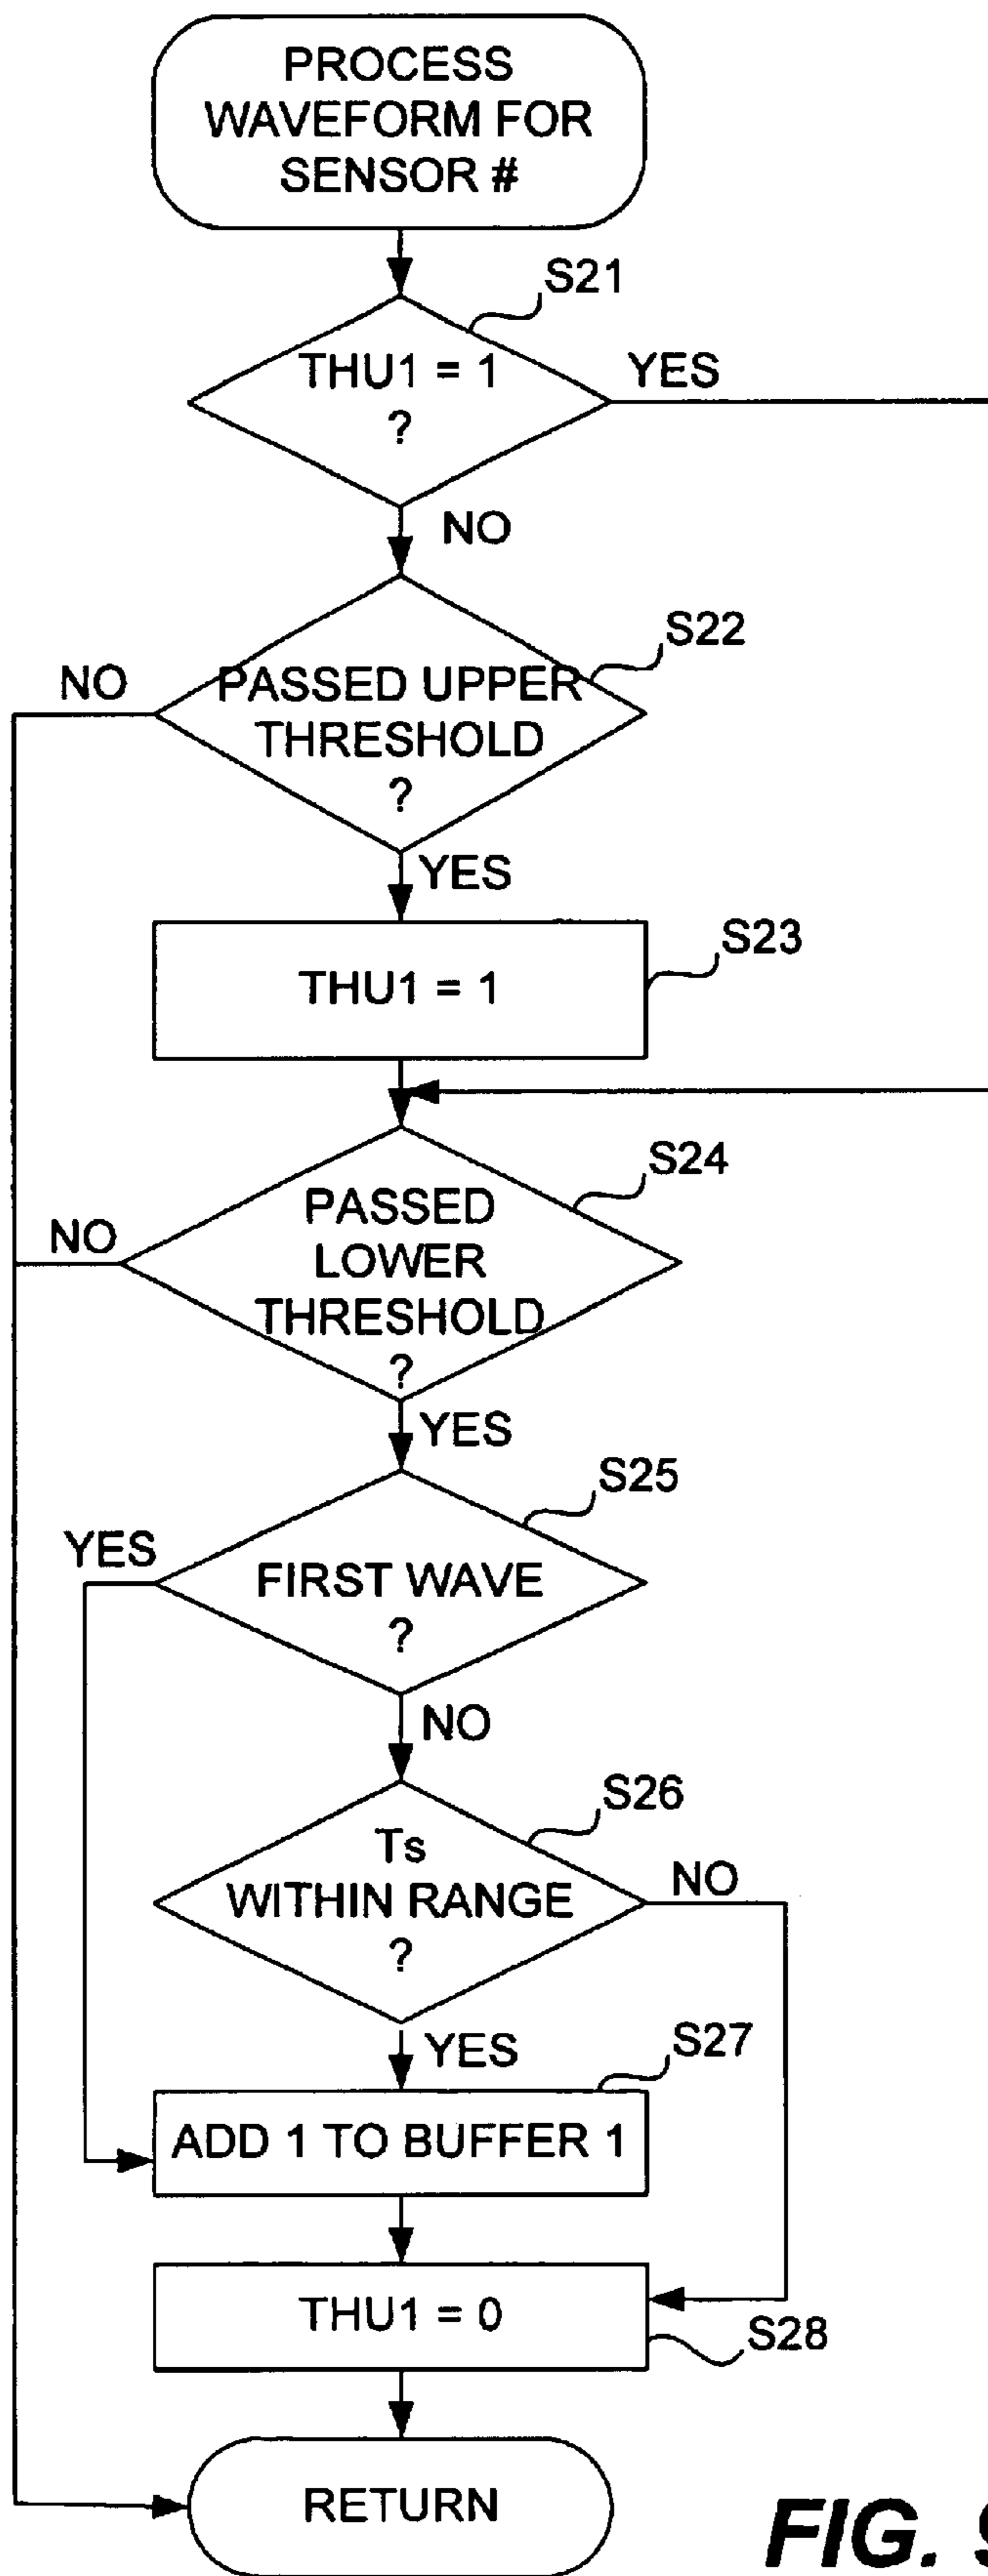 PROCESS
WAVEFORM FOR
SENSOR #
S21
THU1 = 1
?
YES
NO
S22
NO
PASSED UPPER
THRESHOLD
?
YES
S23
THU1 = 1
S24
NO
PASSED
LOWER
THRESHOLD
?
YES
S25
YES
FIRST WAVE
?
NO
S26
Ts
WITHIN RANGE
?
NO
YES
S27
ADD 1 TO BUFFER 1
THU1 = 0
S28
RETURN
FIG. 9